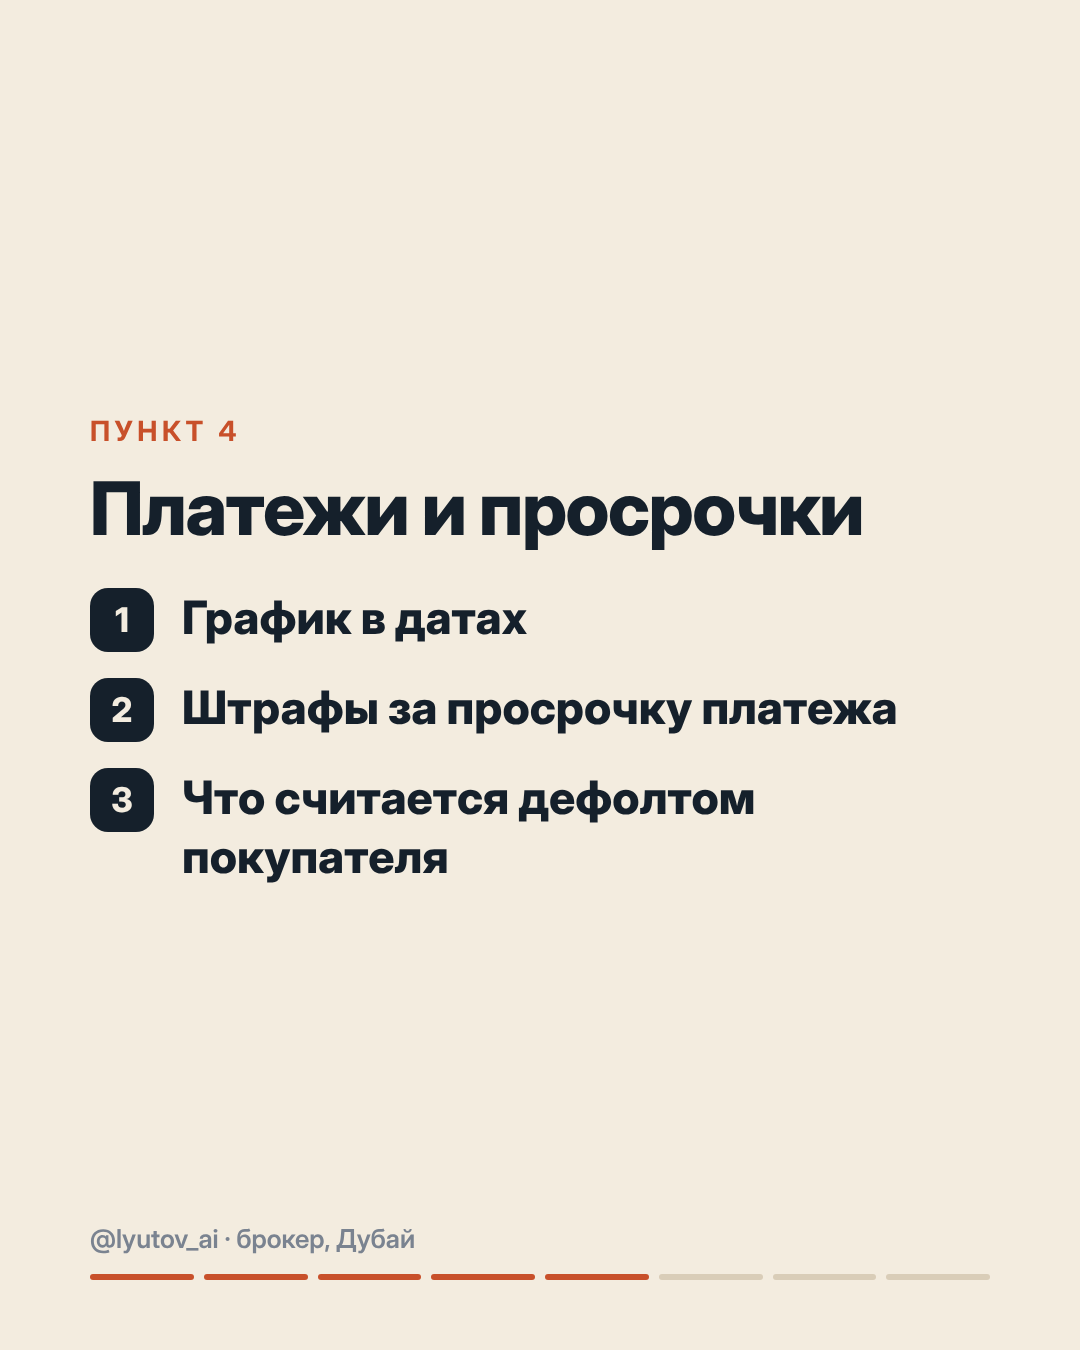 ПУНКТ 4
Платежи и просрочки
1 График в датах
2 Штрафы за просрочку платежа
3 Что считается дефолтом
покупателя
@lyutov_ai · брокер, Дубай